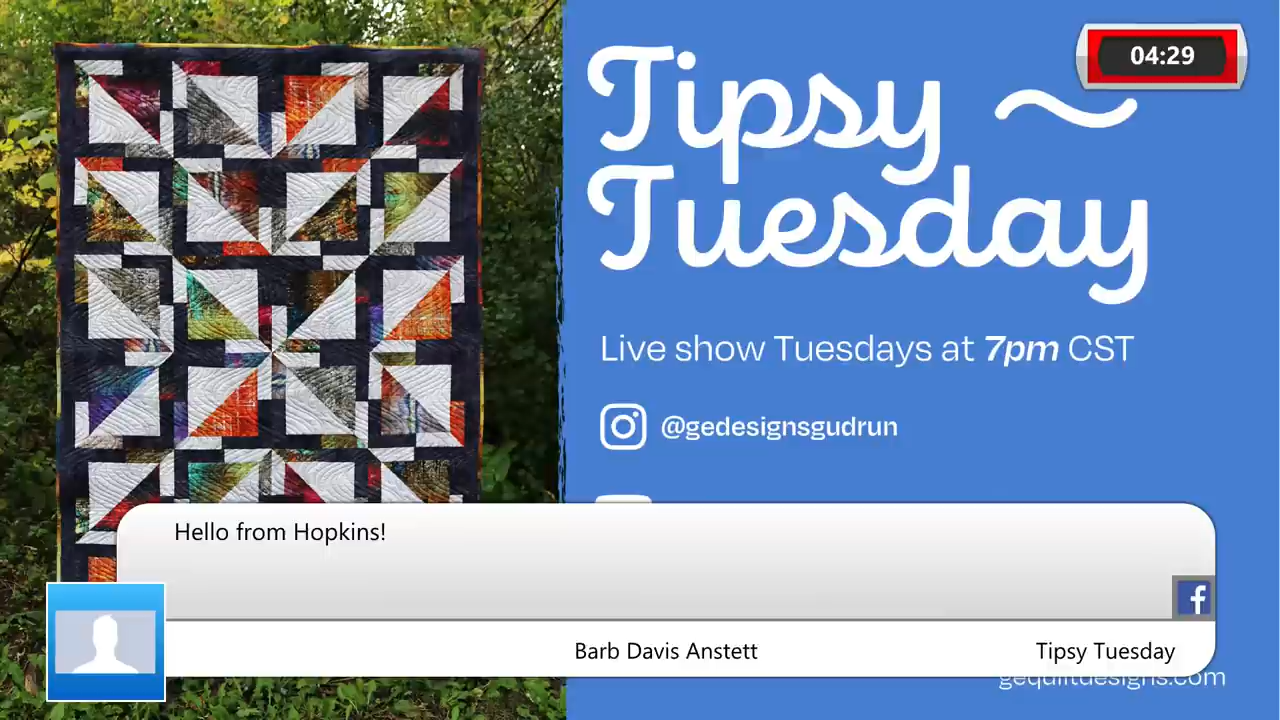 04:29
Tipsy ~
Tuesday
Live show Tuesdays at 7pm CST
@gedesignsgudrun
Hello from Hopkins!
Barb Davis Anstett
Tipsy Tuesday
gequiltdesigns.com